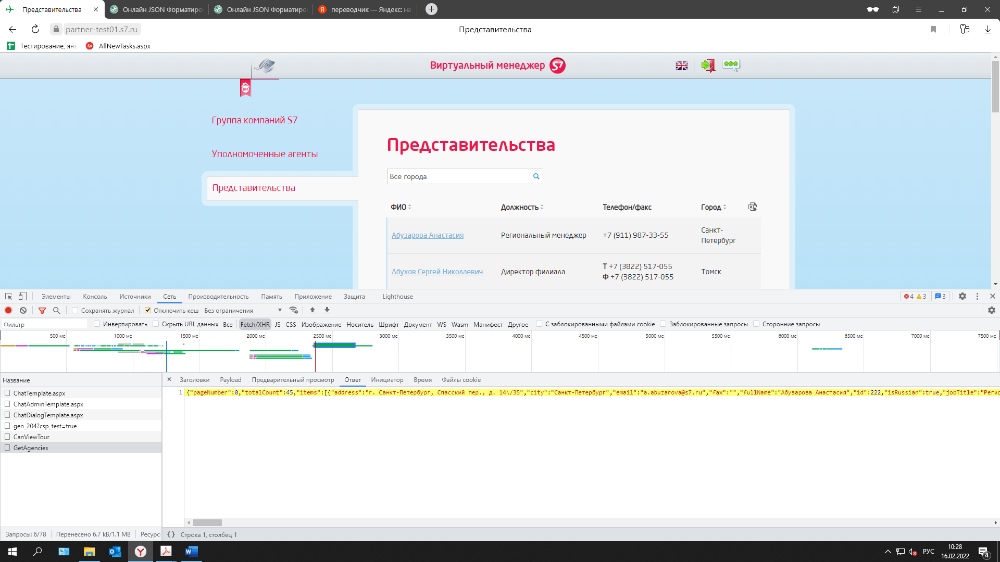 Представительства
Онлайн JSON Форматиро
Онлайн JSON Форматиро
переводчик — Яндекс: на
partner-test01.s7.ru
Представительства
Тестирование, янв
AllNewTasks.aspx
Виртуальный менеджер S7
ВМ
Группа компаний S7
Уполномоченные агенты
Представительства
Представительства
Все города
ФИО Должность Телефон/факс Город
Абузарова Анастасия Региональный менеджер +7 (911) 987-33-55 Санкт-
Петербург
Абухов Сергей Николаевич Директор филиала Т +7 (3822) 517-055 Томск
Ф +7 (3822) 517-055
Элементы Консоль Источники Сеть Производительность Память Приложение Защита Lighthouse 4 3 3
Сохранять журнал Отключить кеш Без ограничения
Фильтр Инвертировать Скрыть URL данных Все Fetch/XHR JS CSS Изображение Носитель Шрифт Документ WS Wasm Манифест Другое С заблокированными файлами cookie Заблокированные запросы Сторонние запросы
500 мс 1000 мс 1500 мс 2000 мс 2500 мс 3000 мс 3500 мс 4000 мс 4500 мс 5000 мс 5500 мс 6000 мс 6500 мс 7000 мс 7500 мс
Название
Заголовки Payload Предварительный просмотр Ответ Инициатор Время Файлы cookie
ChatTemplate.aspx
ChatAdminTemplate.aspx
ChatDialogTemplate.aspx
gen_204?csp_test=true
CanViewTour
GetAgencies
1 {"pageNumber":0,"totalCount":45,"items":[{"address":"г. Санкт-Петербург, Спасский пер., д. 14\/35","city":"Санкт-Петербург","email":"a.abuzarova@s7.ru","fax":"","fullName":"Абузарова Анастасия","id":222,"isRussian":true,"jobTitle":"Регио
Запросы: 6/78 Перенесено 6.7 kB/1.1 MB Ресурс
{} Строка 1, столбец 1
РУС
10:28
16.02.2022
4